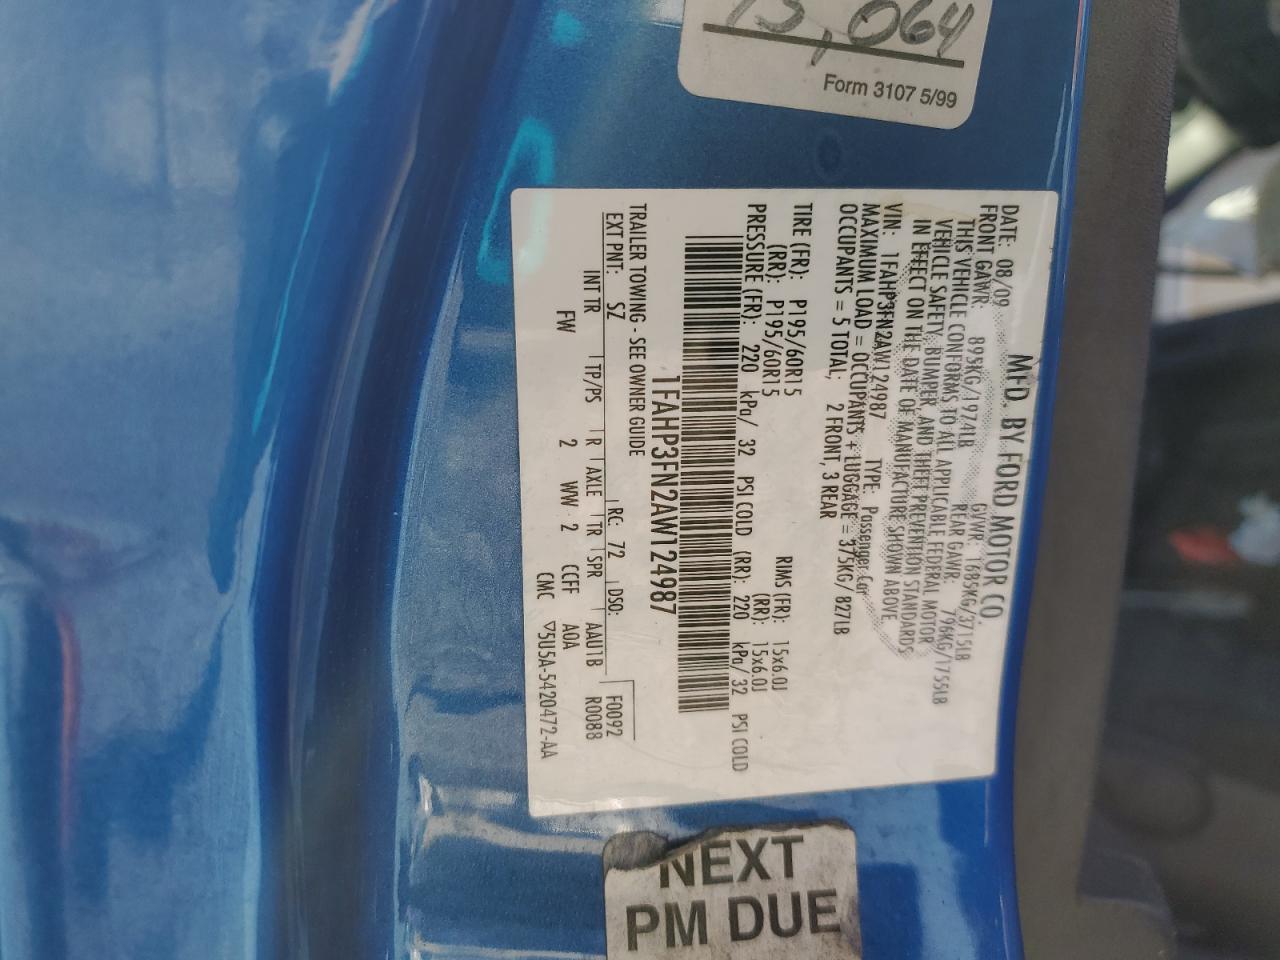 ,064
Form 3107 5/99
MFD. BY FORD MOTOR CO.
DATE: 08/09 GVWR: 1685KG/3715LB
FRONT GAWR: 895KG/1974LB REAR GAWR: 796KG/1755LB
THIS VEHICLE CONFORMS TO ALL APPLICABLE FEDERAL MOTOR
VEHICLE SAFETY, BUMPER, AND THEFT PREVENTION STANDARDS
IN EFFECT ON THE DATE OF MANUFACTURE SHOWN ABOVE.
VIN: 1FAHP3FN2AW124987 TYPE: Passenger Car
MAXIMUM LOAD = OCCUPANTS + LUGGAGE = 375KG/ 827LB
OCCUPANTS = 5 TOTAL; 2 FRONT, 3 REAR
TIRE (FR): P195/60R15 RIMS (FR): 15x6.0J
(RR): P195/60R15 (RR): 15x6.0J
PRESSURE (FR): 220 kPa/ 32 PSI COLD (RR): 220 kPa/ 32 PSI COLD
1FAHP3FN2AW124987
TRAILER TOWING - SEE OWNER GUIDE
EXT PNT: SZ RC: 72 DSO: F0092
INT TR TP/PS R AXLE TR SPR AAU1B R0088
FW 2 WW 2 CCFF A0A
CMC ▽5U5A-5420472-AA
NEXT
PM DUE